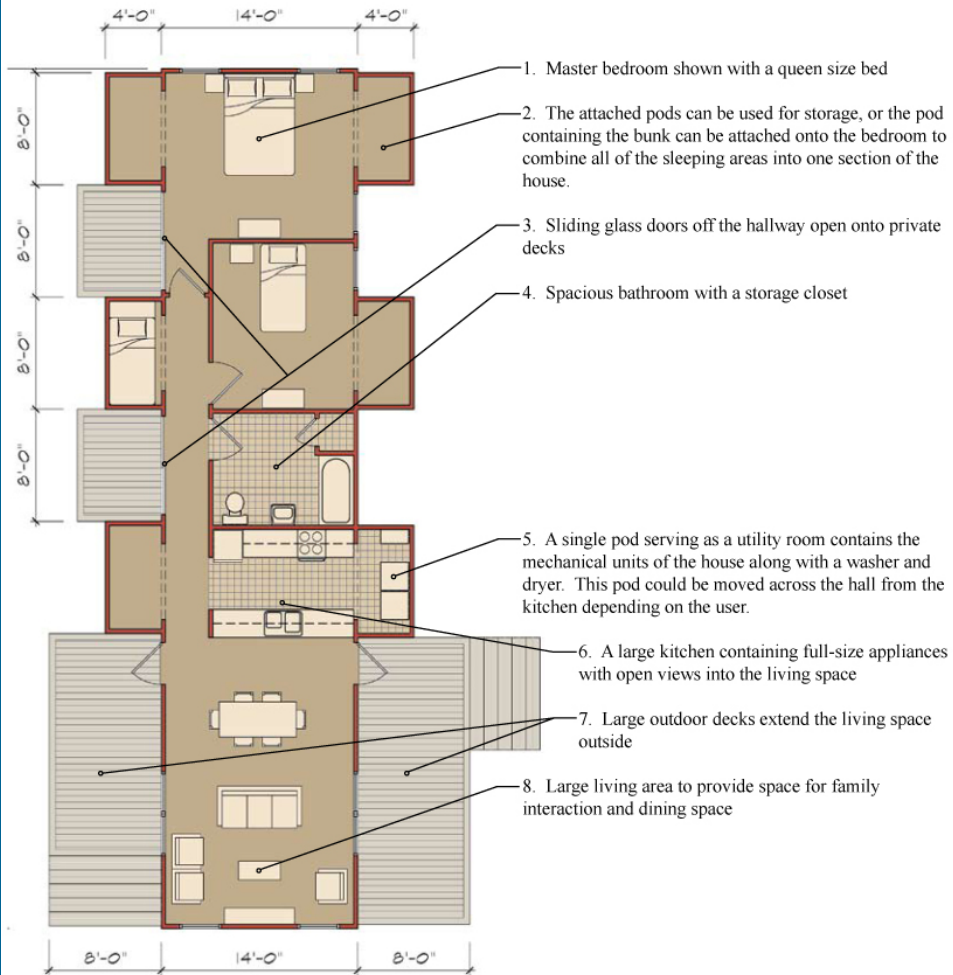 4'-0" 14'-0" 4'-0"
8'-0"
8'-0"
8'-0"
8'-0"
1. Master bedroom shown with a queen size bed
2. The attached pods can be used for storage, or the pod
containing the bunk can be attached onto the bedroom to
combine all of the sleeping areas into one section of the
house.
3. Sliding glass doors off the hallway open onto private
decks
4. Spacious bathroom with a storage closet
5. A single pod serving as a utility room contains the
mechanical units of the house along with a washer and
dryer. This pod could be moved across the hall from the
kitchen depending on the user.
6. A large kitchen containing full-size appliances
with open views into the living space
7. Large outdoor decks extend the living space
outside
8. Large living area to provide space for family
interaction and dining space
8'-0" 14'-0" 8'-0"